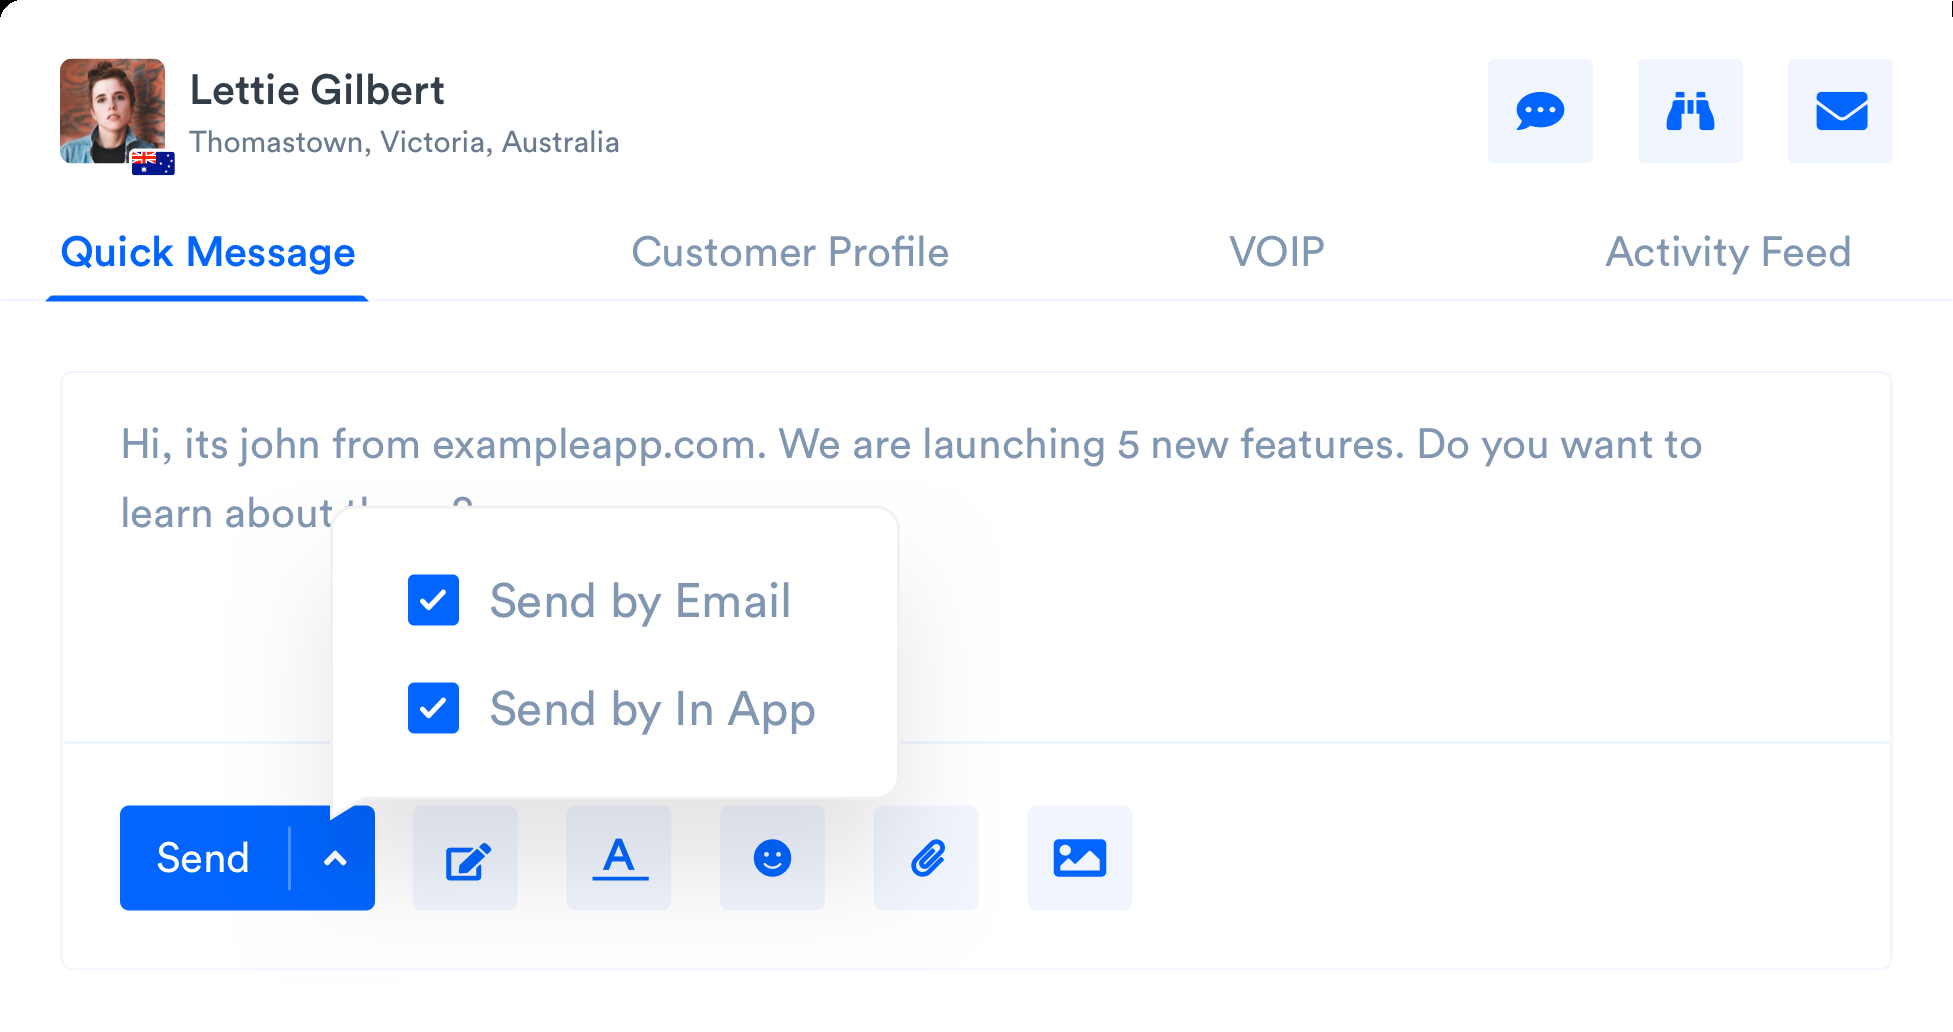 Lettie Gilbert
Thomastown, Victoria, Australia
Quick Message
Customer Profile
VOIP
Activity Feed
Hi, its john from exampleapp.com. We are launching 5 new features. Do you want to
learn about
Send by Email
Send by In App
Send
A